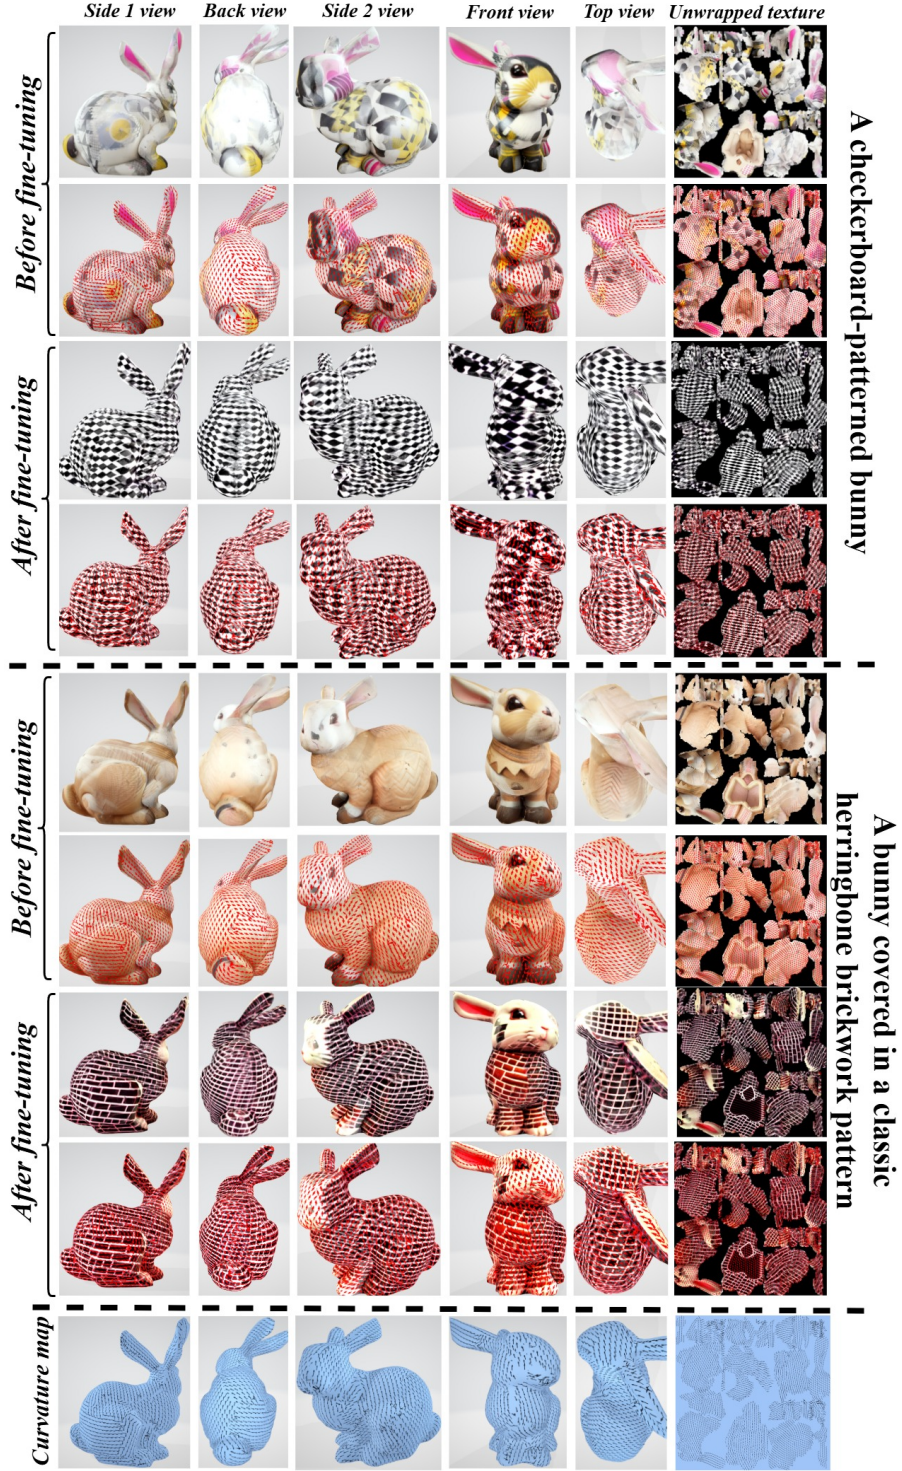 Side 1 view Back view Side 2 view Front view Top view Unwrapped texture
Before fine-tuning
After fine-tuning
A checkerboard-patterned bunny
Before fine-tuning
After fine-tuning
A bunny covered in a classic
herringbone brickwork pattern
Curvature map